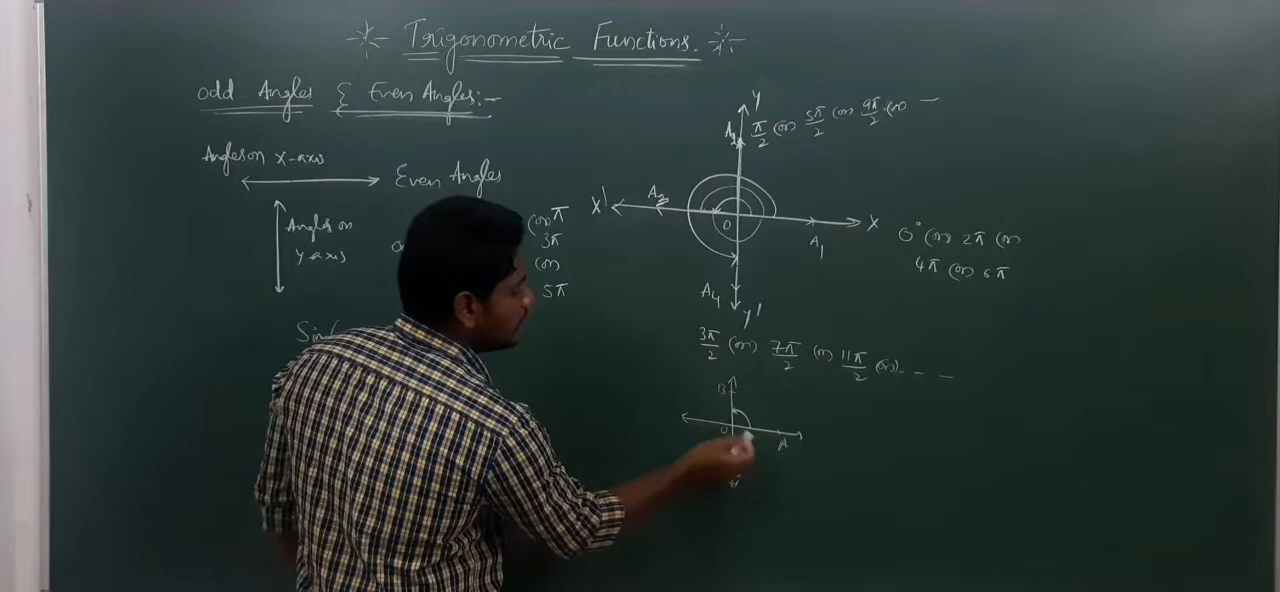 Trigonometric Functions.
odd Angles & Even Angles:-
Angles on X-axis
Even Angles
Angles on
y axis
Sin
Y
A3
π/2 (or) 5π/2 (or) 9π/2 (or) —
X'
A2
O
A1
X
0° (or) 2π (or)
4π (or) 6π
(or) π
3π
(or)
5π
A4
Y'
3π/2 (or) 7π/2 (or) 11π/2 (or) - - -
B
O
A